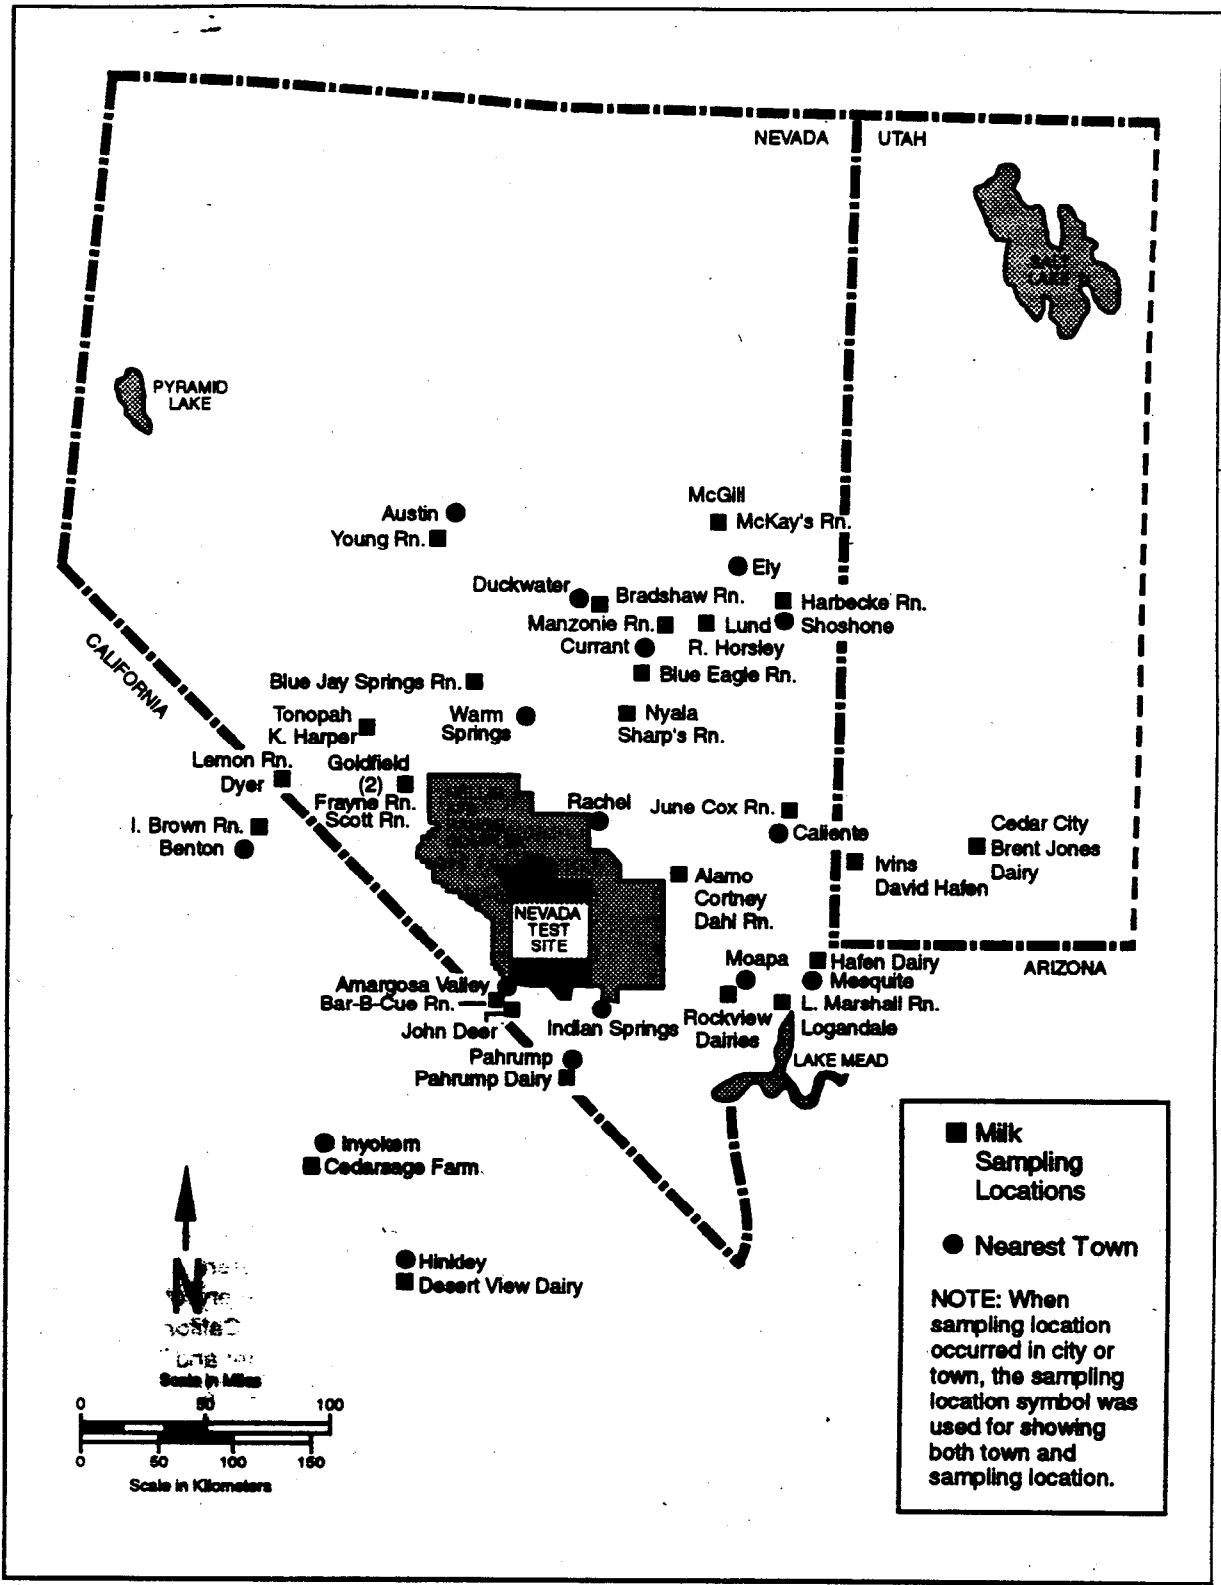 NEVADA
UTAH
SALT
LAKE
PYRAMID
LAKE
CALIFORNIA
McGill
McKay's Rn.
Austin
Young Rn.
Ely
Duckwater
Bradshaw Rn.
Harbecke Rn.
Manzonie Rn.
Lund
Shoshone
Currant
R. Horsley
Blue Eagle Rn.
Blue Jay Springs Rn.
Tonopah
K. Harper
Warm
Springs
Nyala
Sharp's Rn.
Lemon Rn.
Dyer
Goldfield
(2)
Frayne Rn.
Scott Rn.
Rachel
June Cox Rn.
Caliente
I. Brown Rn.
Benton
Cedar City
Brent Jones
Dairy
Ivins
David Hafen
Alamo
Cortney
Dahl Rn.
NEVADA
TEST
SITE
Moapa
Hafen Dairy
Mesquite
ARIZONA
Amargosa Valley
Bar-B-Cue Rn.
John Deer
Indian Springs
Rockview
Dairies
L. Marshall Rn.
Logandale
LAKE MEAD
Pahrump
Pahrump Dairy
Inyokern
Cedarsage Farm
Hinkley
Desert View Dairy
N
Scale in Miles
0 50 100
0 50 100 150
Scale in Kilometers
Milk
Sampling
Locations
Nearest Town
NOTE: When
sampling location
occurred in city or
town, the sampling
location symbol was
used for showing
both town and
sampling location.